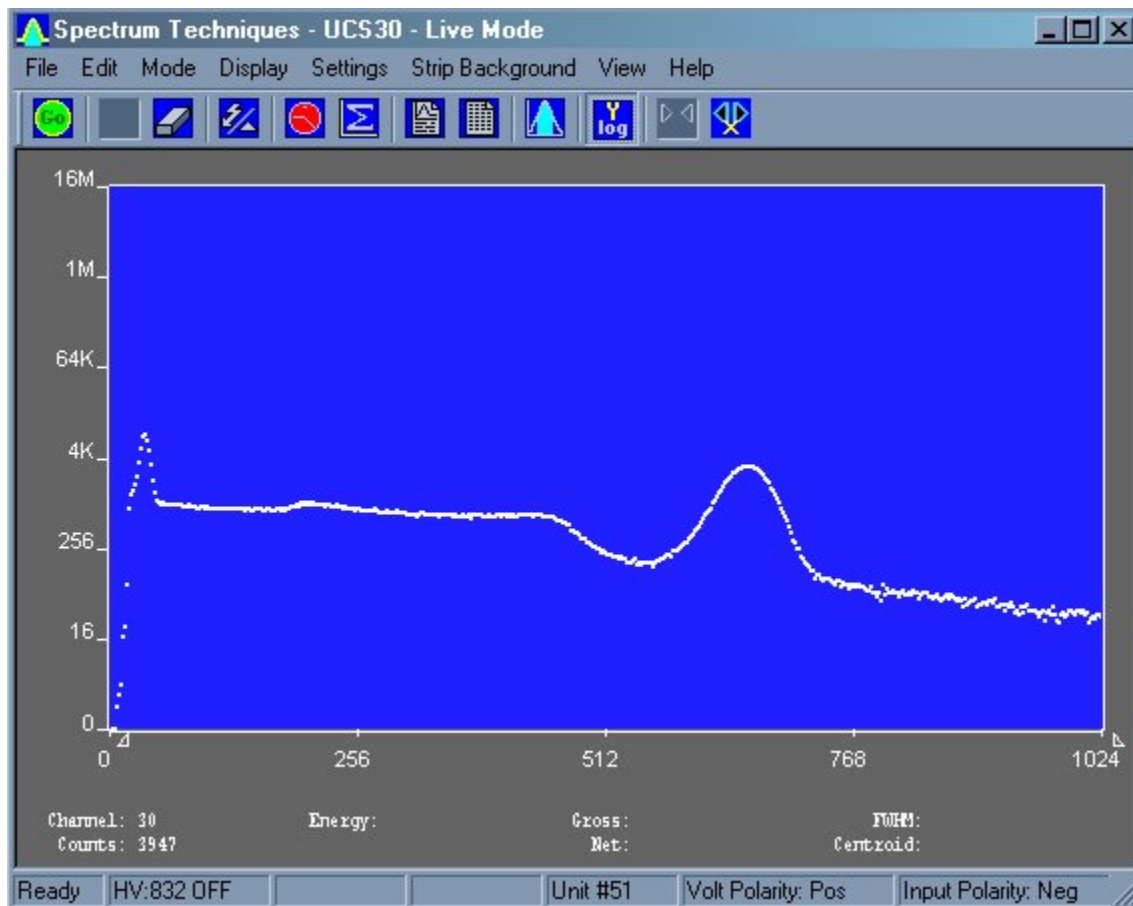 Spectrum Techniques - UCS30 - Live Mode
File Edit Mode Display Settings Strip Background View Help
Go Σ Y log
16M
1M
64K
4K
256
16
0
0 256 512 768 1024
Channel: 30 Energy: Gross: FWHM:
Counts: 3947 Net: Centroid:
Ready HV:832 OFF Unit #51 Volt Polarity: Pos Input Polarity: Neg